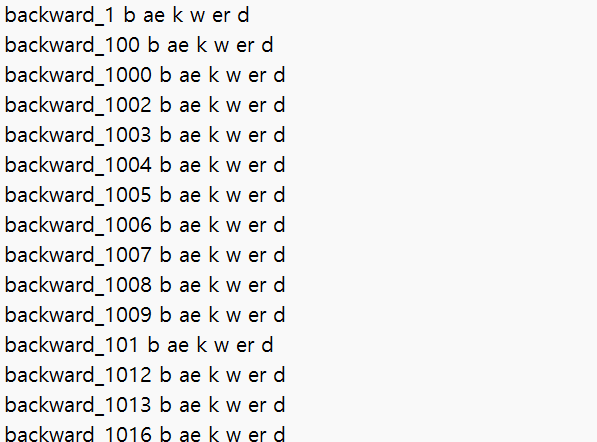 backward_1 b ae k w er d
backward_100 b ae k w er d
backward_1000 b ae k w er d
backward_1002 b ae k w er d
backward_1003 b ae k w er d
backward_1004 b ae k w er d
backward_1005 b ae k w er d
backward_1006 b ae k w er d
backward_1007 b ae k w er d
backward_1008 b ae k w er d
backward_1009 b ae k w er d
backward_101 b ae k w er d
backward_1012 b ae k w er d
backward_1013 b ae k w er d
backward_1016 b ae k w er d